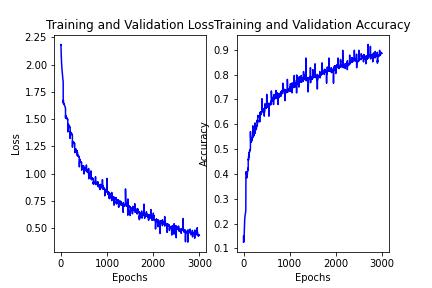 Training and Validation Loss
2.25
2.00
1.75
1.50
1.25
1.00
0.75
0.50
Loss
0 1000 2000 3000
Epochs
Training and Validation Accuracy
0.9
0.8
0.7
0.6
0.5
0.4
0.3
0.2
0.1
Accuracy
0 1000 2000 3000
Epochs